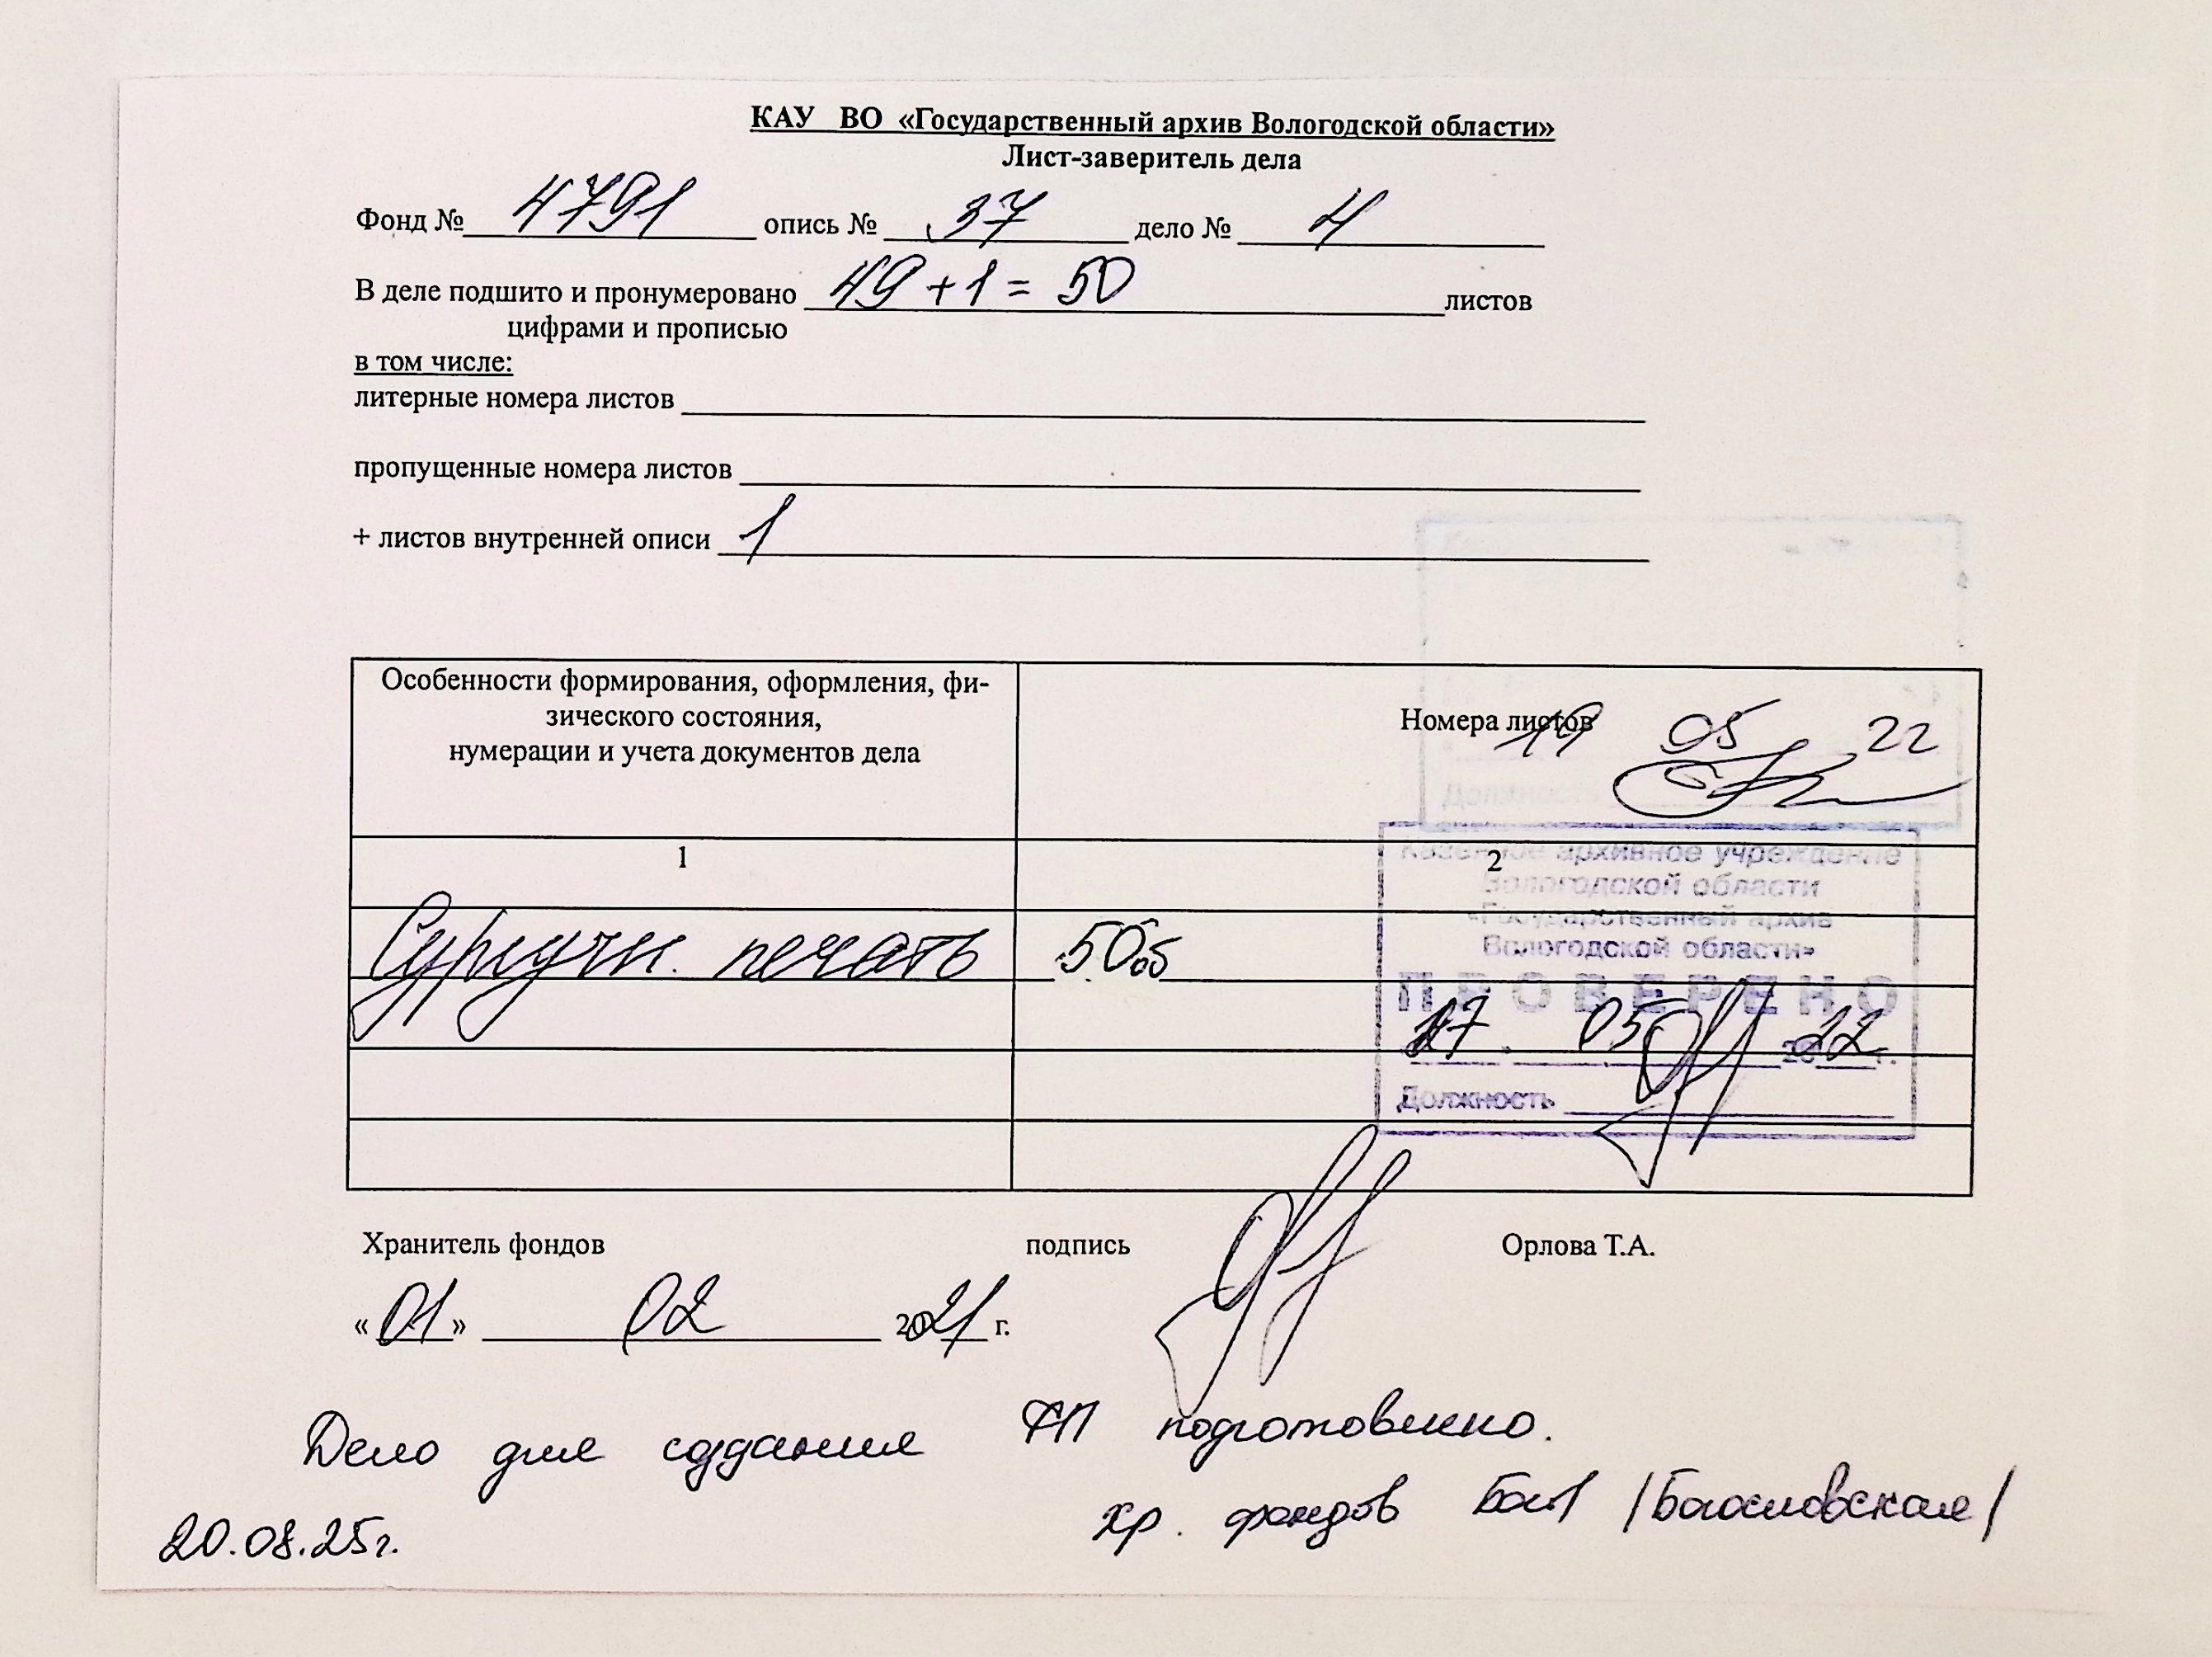 КАУ ВО «Государственный архив Вологодской области»
Лист-заверитель дела
Фонд № 4791 опись № 37 дело № 4
В деле подшито и пронумеровано 49+1=50 листов
цифрами и прописью
в том числе:
литерные номера листов
пропущенные номера листов
+ листов внутренней описи 1
Особенности формирования, оформления, фи-
зического состояния,
нумерации и учета документов дела
Номера листов
19 05 22
Должность
1
2
Казенное архивное учреждение
Вологодской области
«Государственный архив
Вологодской области»
ПРОВЕРЕНО
Сургучн. печать 50об
27 05 2022 г.
Должность
Хранитель фондов подпись Орлова Т.А.
«01» 02 2021 г.
Дело для создания ФП подготовлено.
хр. фондов /Богословская/
20.08.25г.